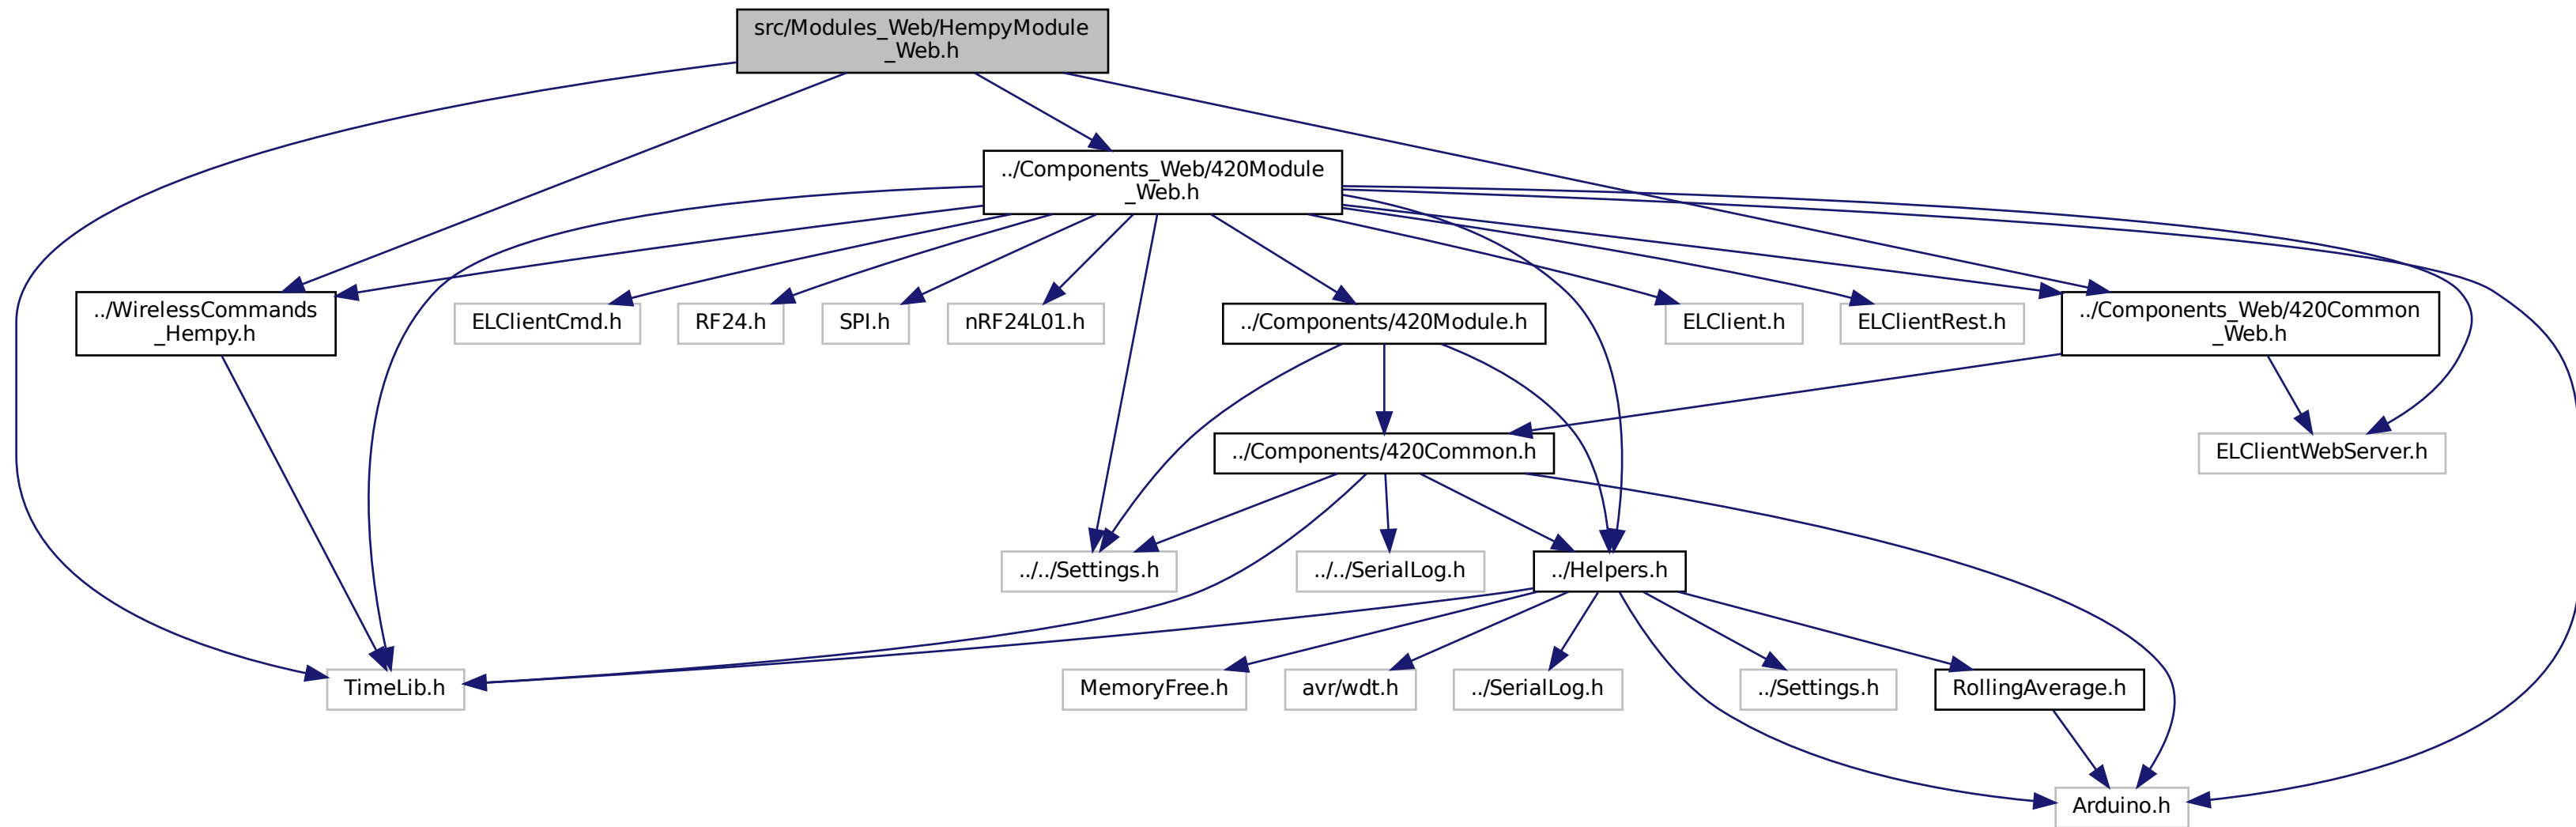 src/Modules_Web/HempyModule
_Web.h
../Components_Web/420Module
_Web.h
../WirelessCommands
_Hempy.h
ELClientCmd.h
RF24.h
SPI.h
nRF24L01.h
../Components/420Module.h
ELClient.h
ELClientRest.h
../Components_Web/420Common
_Web.h
../Components/420Common.h
ELClientWebServer.h
../../Settings.h
../../SerialLog.h
../Helpers.h
TimeLib.h
MemoryFree.h
avr/wdt.h
../SerialLog.h
../Settings.h
RollingAverage.h
Arduino.h